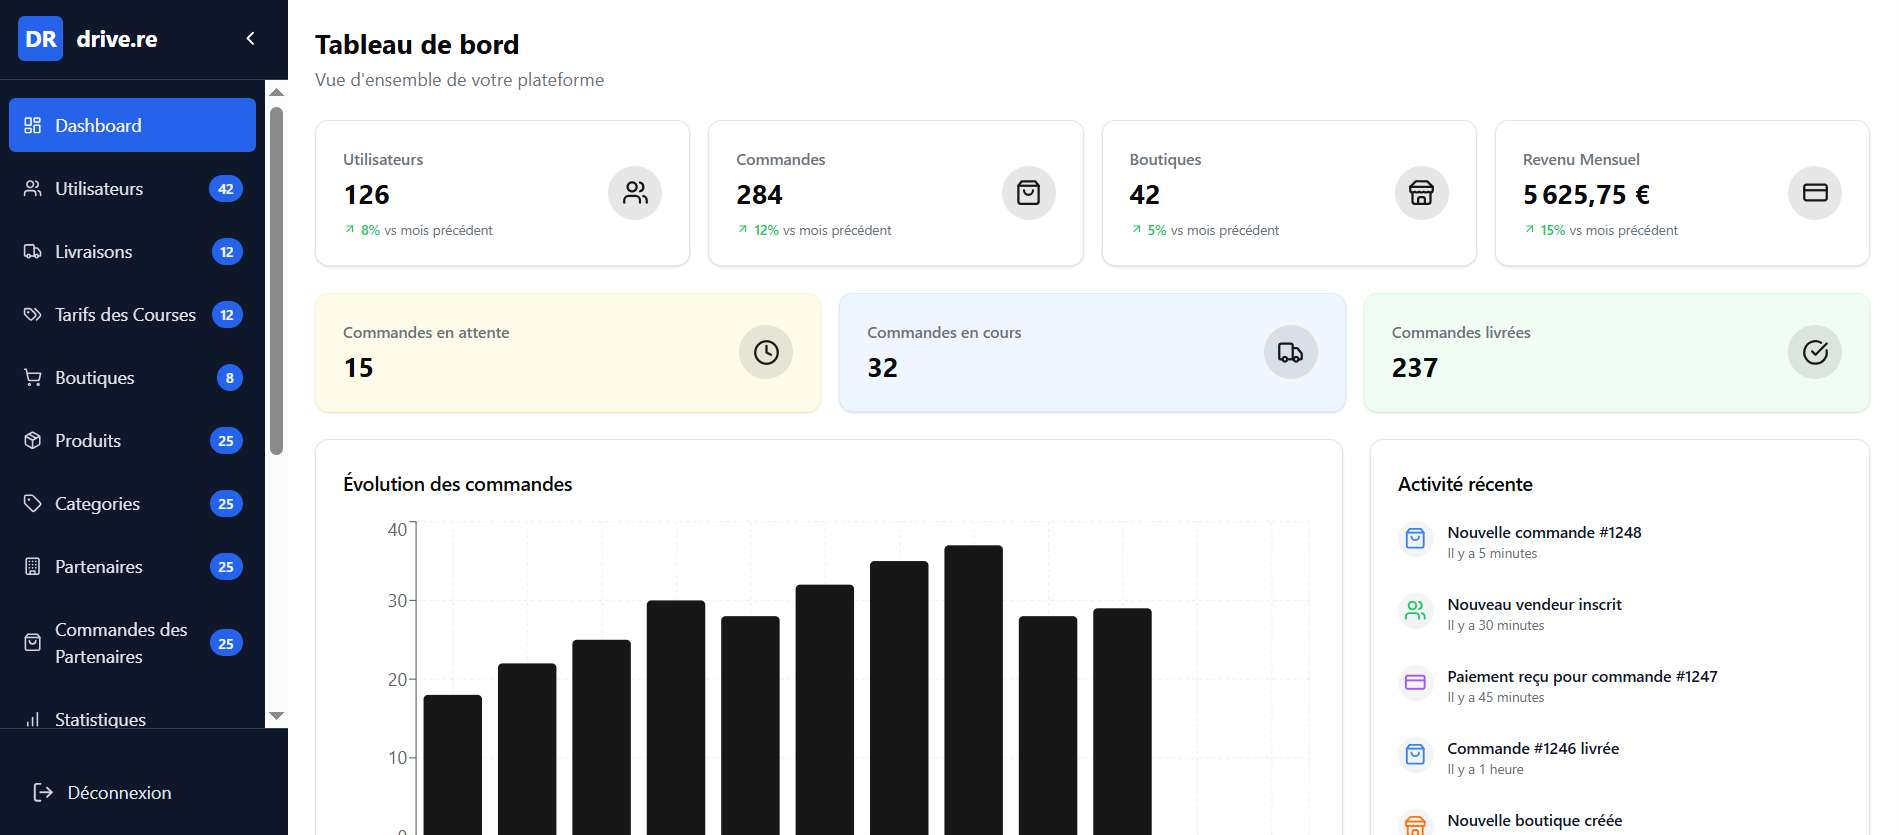 DR drive.re
Dashboard
Utilisateurs 42
Livraisons 12
Tarifs des Courses 12
Boutiques 8
Produits 25
Categories 25
Partenaires 25
Commandes des
Partenaires 25
Statistiques
Déconnexion
Tableau de bord
Vue d'ensemble de votre plateforme
Utilisateurs
126
8% vs mois précédent
Commandes
284
12% vs mois précédent
Boutiques
42
5% vs mois précédent
Revenu Mensuel
5 625,75 €
15% vs mois précédent
Commandes en attente
15
Commandes en cours
32
Commandes livrées
237
Évolution des commandes
40
30
20
10
0
Activité récente
Nouvelle commande #1248
Il y a 5 minutes
Nouveau vendeur inscrit
Il y a 30 minutes
Paiement reçu pour commande #1247
Il y a 45 minutes
Commande #1246 livrée
Il y a 1 heure
Nouvelle boutique créée